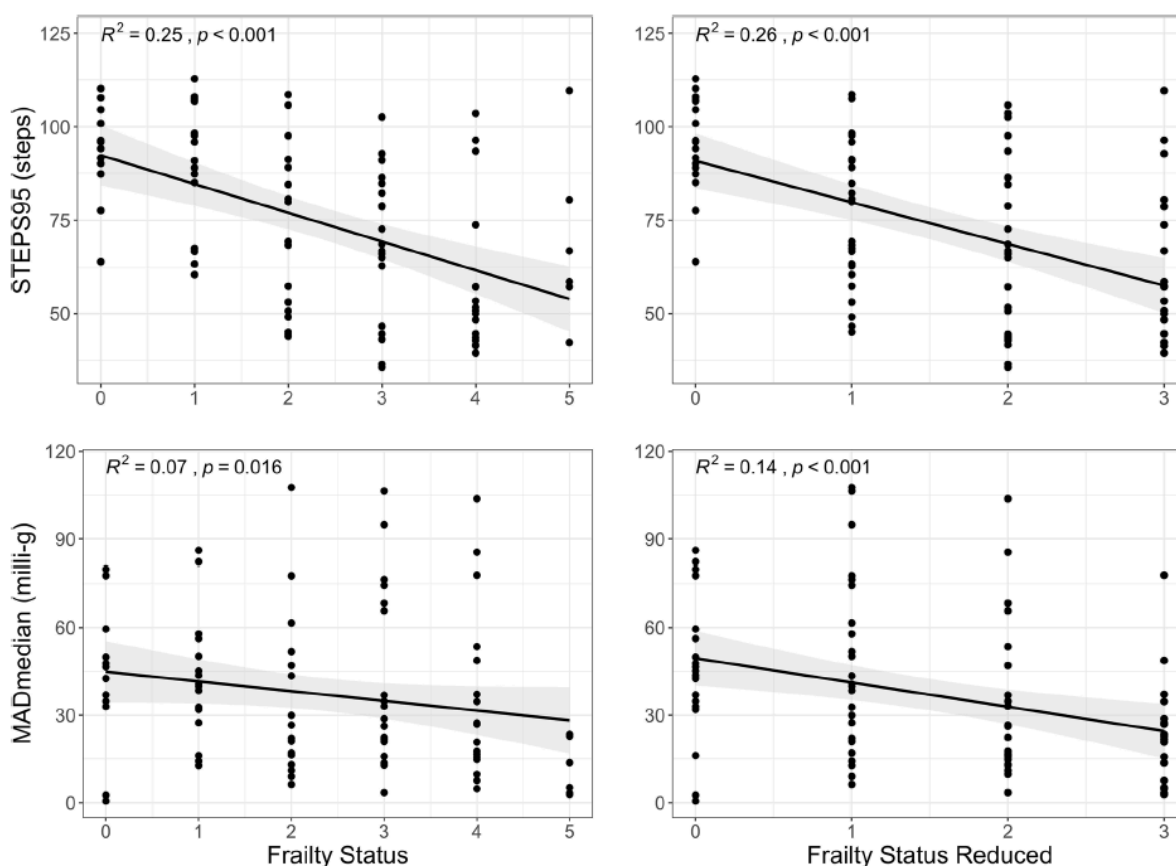 R² = 0.25 , p < 0.001
R² = 0.26 , p < 0.001
STEPS95 (steps)
125
100
75
50
0 1 2 3 4 5
125
100
75
50
0 1 2 3
R² = 0.07 , p = 0.016
R² = 0.14 , p < 0.001
MADmedian (milli-g)
120
90
60
30
0
0 1 2 3 4 5
Frailty Status
120
90
60
30
0
0 1 2 3
Frailty Status Reduced